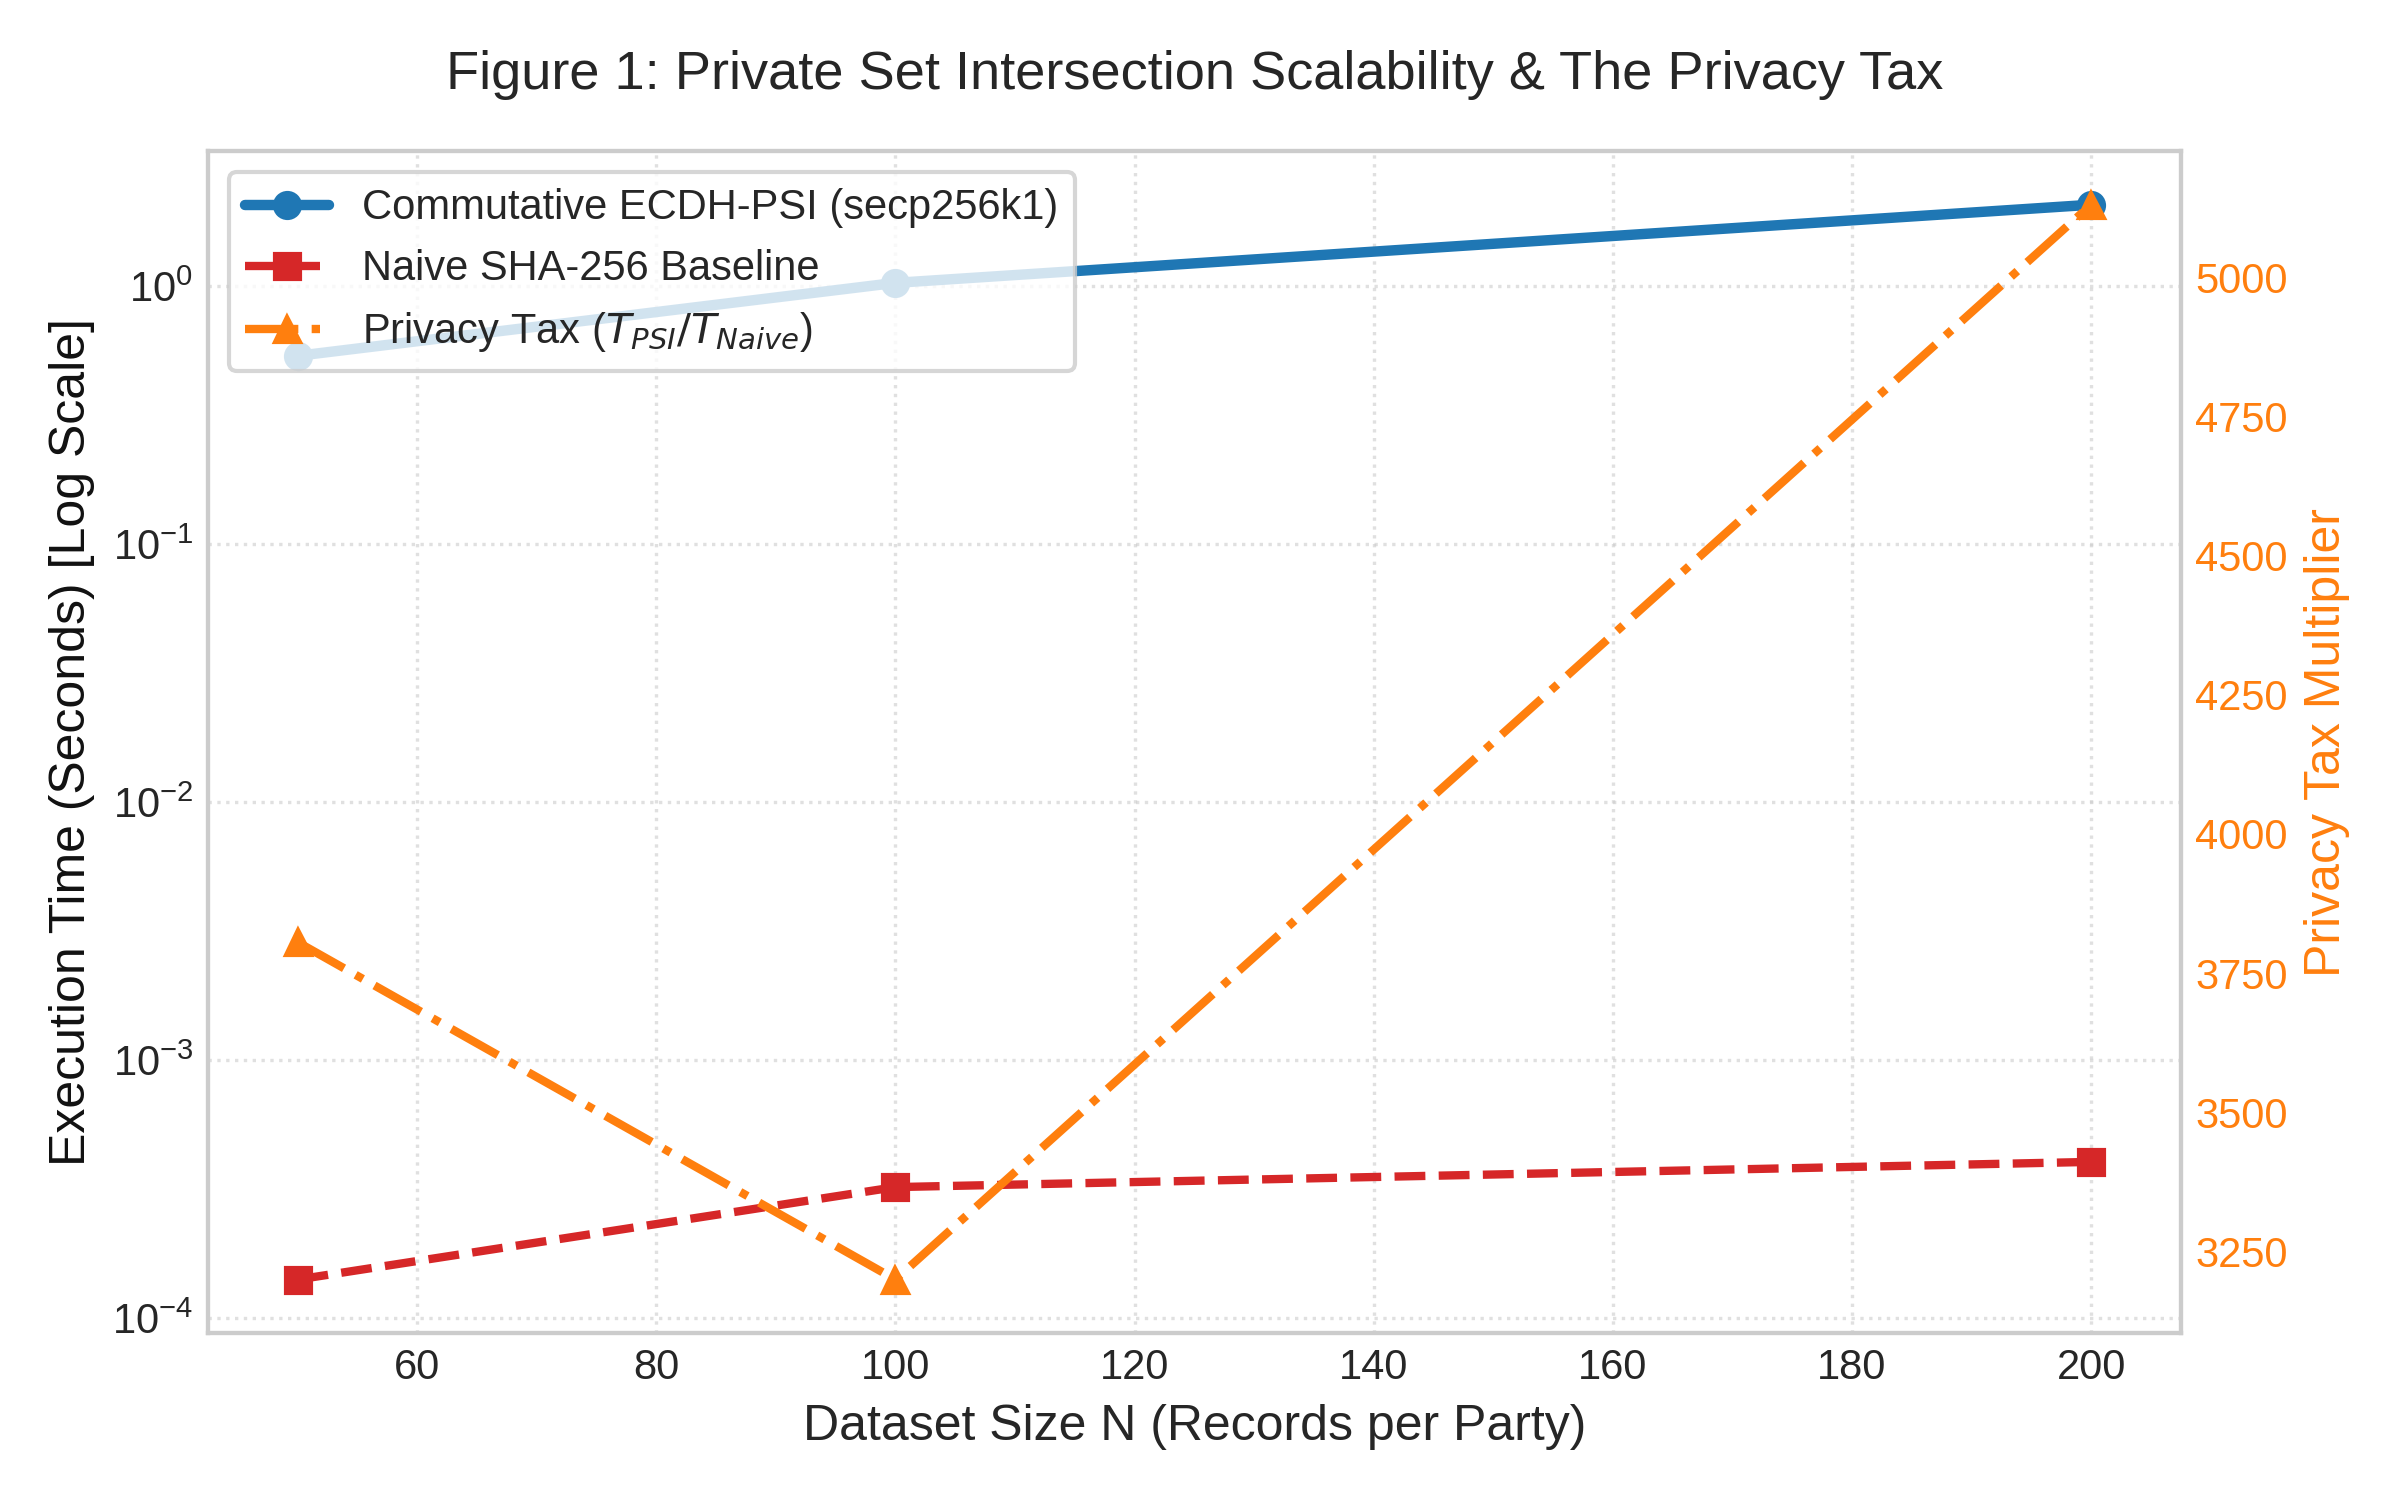 Figure 1: Private Set Intersection Scalability & The Privacy Tax
Commutative ECDH-PSI (secp256k1)
Naive SHA-256 Baseline
Privacy Tax (T_PSI/T_Naive)
Execution Time (Seconds) [Log Scale]
10⁰
10⁻¹
10⁻²
10⁻³
10⁻⁴
5000
4750
4500
4250
4000
3750
3500
3250
Privacy Tax Multiplier
60 80 100 120 140 160 180 200
Dataset Size N (Records per Party)